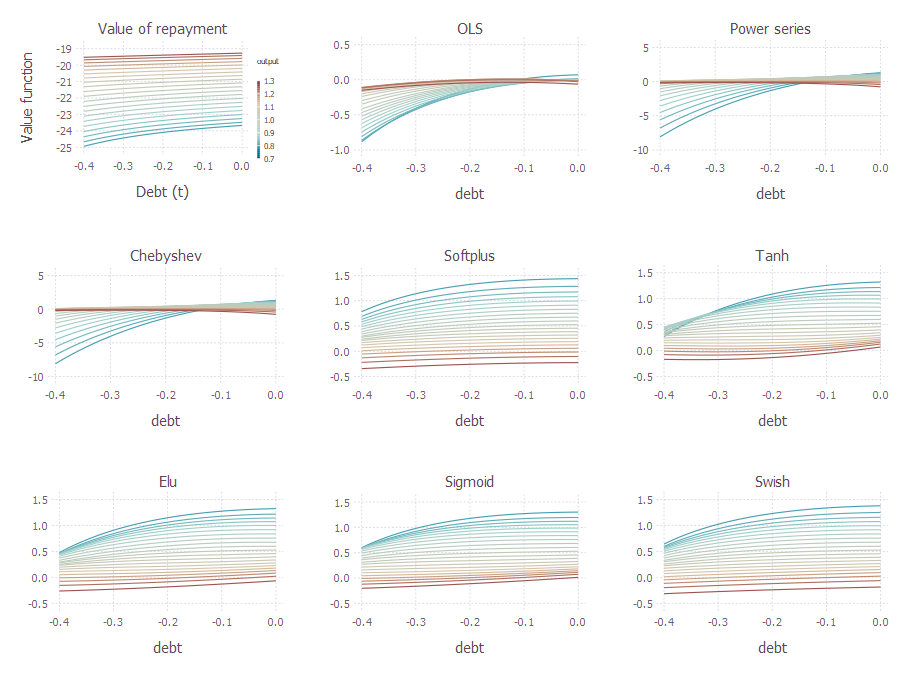 Value of repayment
OLS
Power series
Value function
-19
-20
-21
-22
-23
-24
-25
-0.4 -0.3 -0.2 -0.1 0.0
Debt (t)
output
1.3
1.2
1.1
1.0
0.9
0.8
0.7
0.5
0.0
-0.5
-1.0
-0.4 -0.3 -0.2 -0.1 0.0
debt
5
0
-5
-10
-0.4 -0.3 -0.2 -0.1 0.0
debt
Chebyshev
Softplus
Tanh
5
0
-5
-10
-0.4 -0.3 -0.2 -0.1 0.0
debt
1.5
1.0
0.5
0.0
-0.5
-0.4 -0.3 -0.2 -0.1 0.0
debt
1.5
1.0
0.5
0.0
-0.5
-0.4 -0.3 -0.2 -0.1 0.0
debt
Elu
Sigmoid
Swish
1.5
1.0
0.5
0.0
-0.5
-0.4 -0.3 -0.2 -0.1 0.0
debt
1.5
1.0
0.5
0.0
-0.5
-0.4 -0.3 -0.2 -0.1 0.0
debt
1.5
1.0
0.5
0.0
-0.5
-0.4 -0.3 -0.2 -0.1 0.0
debt